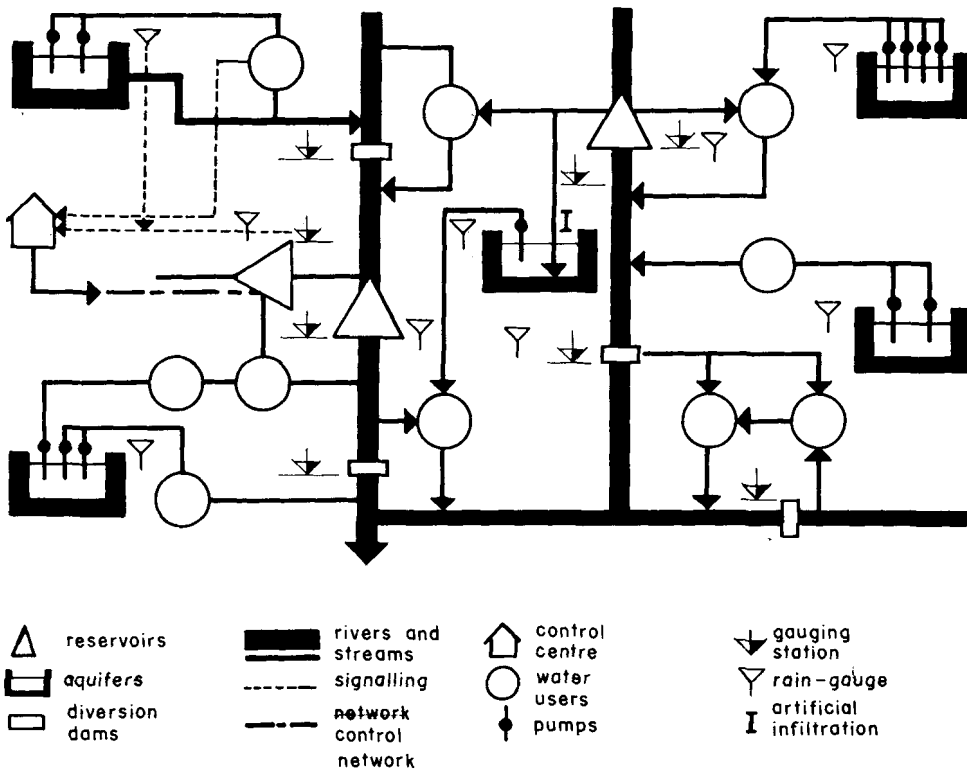 I
reservoirs
aquifers
diversion
dams
rivers and
streams
signalling
network
control
network
control
centre
water
users
pumps
gauging
station
rain-gauge
I artificial
infiltration